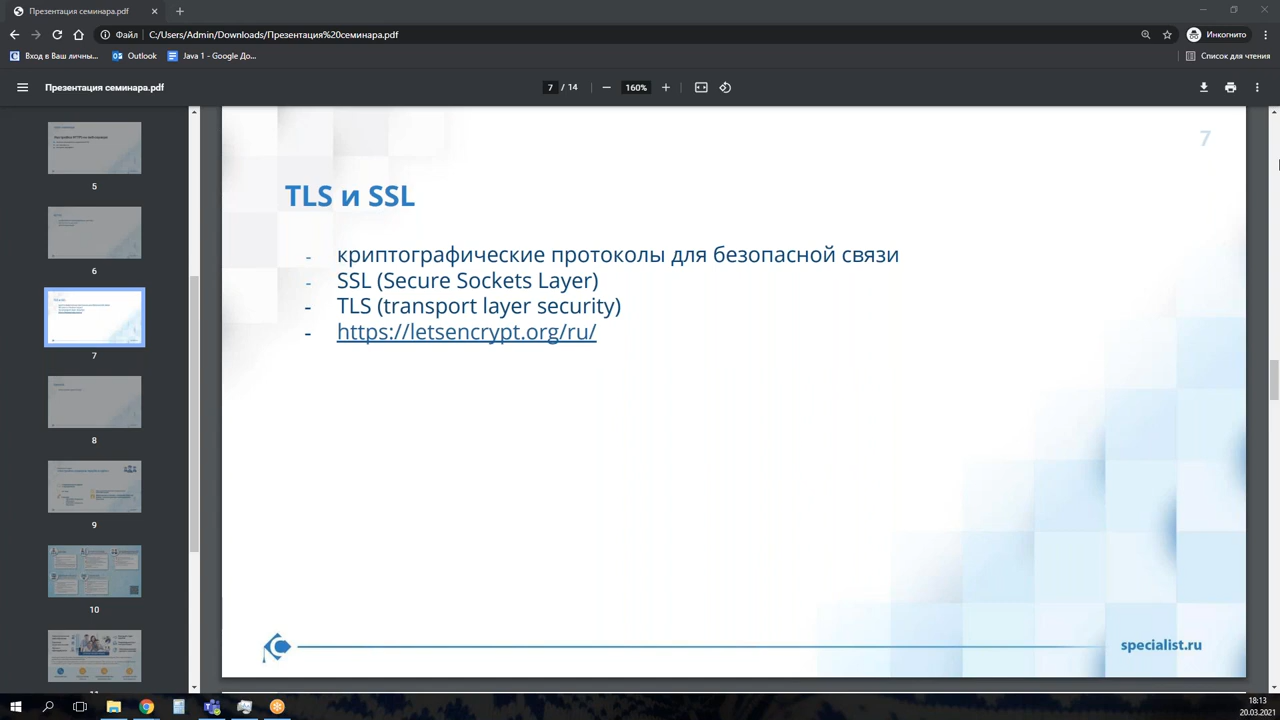 Презентация семинара.pdf
Файл C:/Users/Admin/Downloads/Презентация%20семинара.pdf Инкогнито
Вход в Ваш личны... Outlook Java 1 - Google До... Список для чтения
Презентация семинара.pdf 7 / 14 160%
7
TLS и SSL
- криптографические протоколы для безопасной связи
- SSL (Secure Sockets Layer)
- TLS (transport layer security)
- https://letsencrypt.org/ru/
specialist.ru
5
6
7
8
9
10
11
18:13
20.03.2021